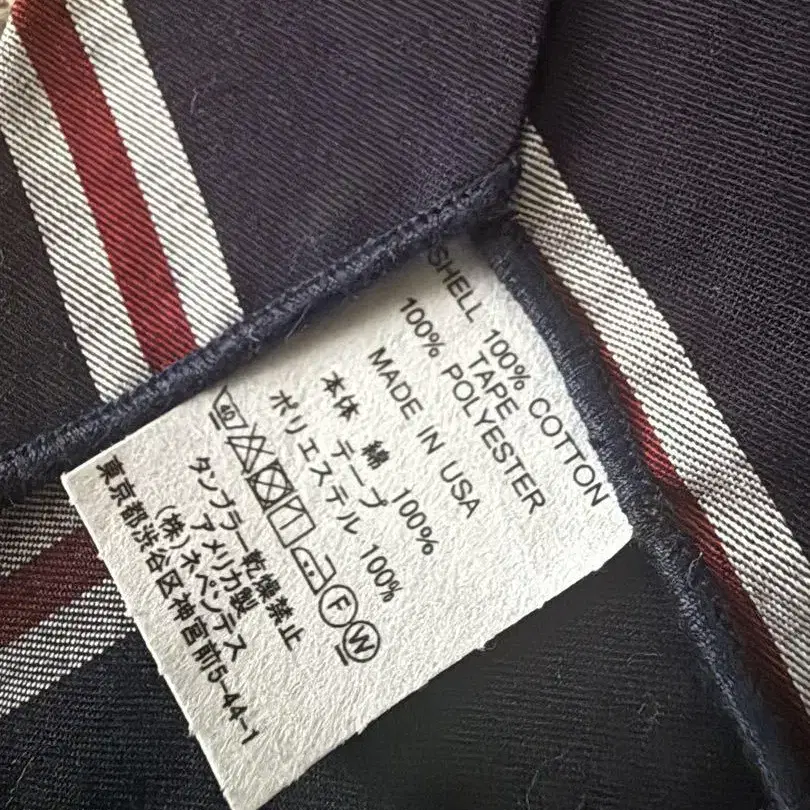 SHELL 100% COTTON
TAPE
100% POLYESTER
MADE IN USA
本体 綿 100%
テープ
ポリエステル 100%
40 F W
タンブラー乾燥禁止
アメリカ製
(株)ネペンテス
東京都渋谷区神宮前5-44-1